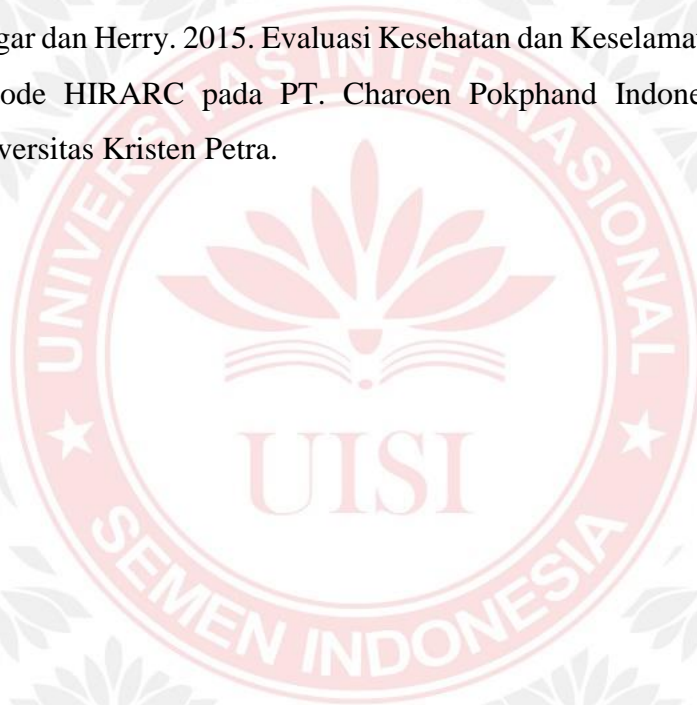 gar dan Herry. 2015. Evaluasi Kesehatan dan Keselamat
ode HIRARC pada PT. Charoen Pokphand Indone
versitas Kristen Petra.
UNIVERSITAS INTERNASIONAL
UISI
SEMEN INDONESIA